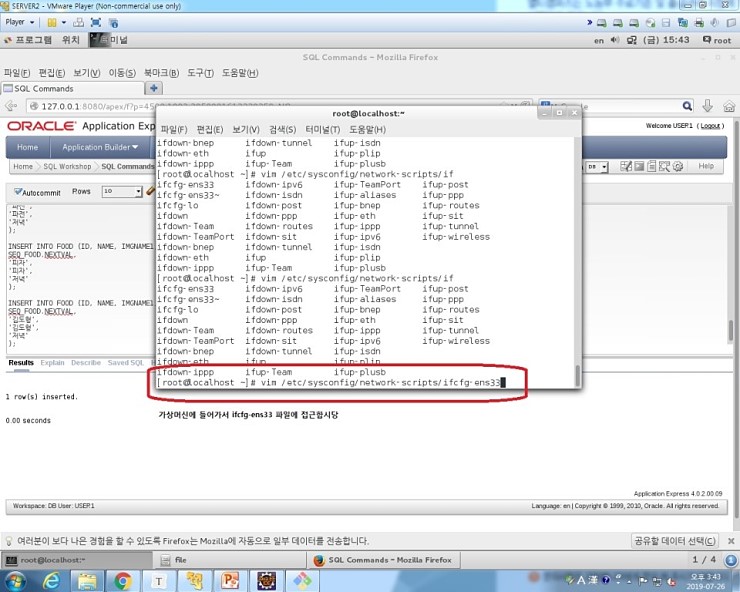 SERVER2 - VMware Player (Non-commercial use only)
Player
프로그램 위치 터미널 en (금) 15:43 root
SQL Commands - Mozilla Firefox
파일(F) 편집(E) 보기(V) 이동(S) 북마크(B) 도구(T) 도움말(H)
SQL Commands
127.0.0.1:8080/apex/f?p=
root@localhost:~
ORACLE Application Exp
Welcome USER1 (Logout)
파일(F) 편집(E) 보기(V) 검색(S) 터미널(T) 도움말(H)
Home Application Builder
Help
Home SQL Workshop SQL Commands
Autocommit Rows 10
ifdown-bnep ifdown-tunnel ifup-isdn
ifdown-eth ifup ifup-plip
ifdown-ippp ifup-Team ifup-plusb
[root@localhost ~]# vim /etc/sysconfig/network-scripts/if
ifcfg-ens33 ifdown-ipv6 ifup-TeamPort ifup-post
ifcfg-ens33~ ifdown-isdn ifup-aliases ifup-ppp
ifcfg-lo ifdown-post ifup-bnep ifup-routes
ifdown ifdown-ppp ifup-eth ifup-sit
ifdown-Team ifdown-routes ifup-ippp ifup-tunnel
ifdown-TeamPort ifdown-sit ifup-ipv6 ifup-wireless
ifdown-bnep ifdown-tunnel ifup-isdn
ifdown-eth ifup ifup-plip
ifdown-ippp ifup-Team ifup-plusb
[root@localhost ~]# vim /etc/sysconfig/network-scripts/if
ifcfg-ens33 ifdown-ipv6 ifup-TeamPort ifup-post
ifcfg-ens33~ ifdown-isdn ifup-aliases ifup-ppp
ifcfg-lo ifdown-post ifup-bnep ifup-routes
ifdown ifdown-ppp ifup-eth ifup-sit
ifdown-Team ifdown-routes ifup-ippp ifup-tunnel
ifdown-TeamPort ifdown-sit ifup-ipv6 ifup-wireless
ifdown-bnep ifdown-tunnel ifup-isdn
ifdown-eth ifup ifup-plip
ifdown-ippp ifup-Team ifup-plusb
[root@localhost ~]# vim /etc/sysconfig/network-scripts/ifcfg-ens33
'파전',
'파전',
'저녁'
);
INSERT INTO FOOD (ID, NAME, IMGNAME1
SEQ_FOOD.NEXTVAL,
'피자',
'피자',
'저녁'
);
INSERT INTO FOOD (ID, NAME, IMGNAME1
SEQ_FOOD.NEXTVAL,
'김도형',
'김도형',
'저녁'
);
Results Explain Describe Saved SQL
1 row(s) inserted.
0.00 seconds
가상머신에 들어가서 ifcfg-ens33 파일에 접근합시당
Application Express 4.0.2.00.09
Workspace: DB User: USER1
Language: en | Copyright © 1999, 2010, Oracle. All rights reserved.
여러분이 보다 나은 경험을 할 수 있도록 Firefox는 Mozilla에 자동으로 일부 데이터를 전송합니다.
공유할 데이터 선택(C)
root@localhost:~ file SQL Commands - Mozilla Firefox 1 / 4
A 漢
오후 3:43
2019-07-26